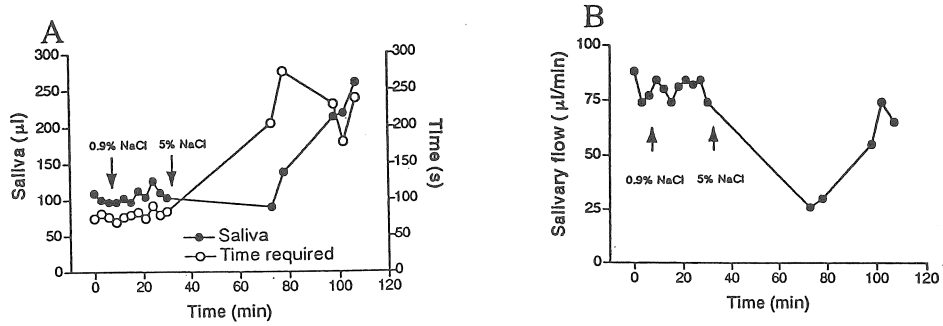 A
300
250
200
150
100
50
0
Saliva (µl)
300
250
200
150
100
50
0
Time (s)
0.9% NaCl
5% NaCl
Saliva
Time required
0
20
40
60
80
100
120
Time (min)
B
100
75
50
25
0
Salivary flow (µl/min)
0.9% NaCl
5% NaCl
0
20
40
60
80
100
120
Time (min)